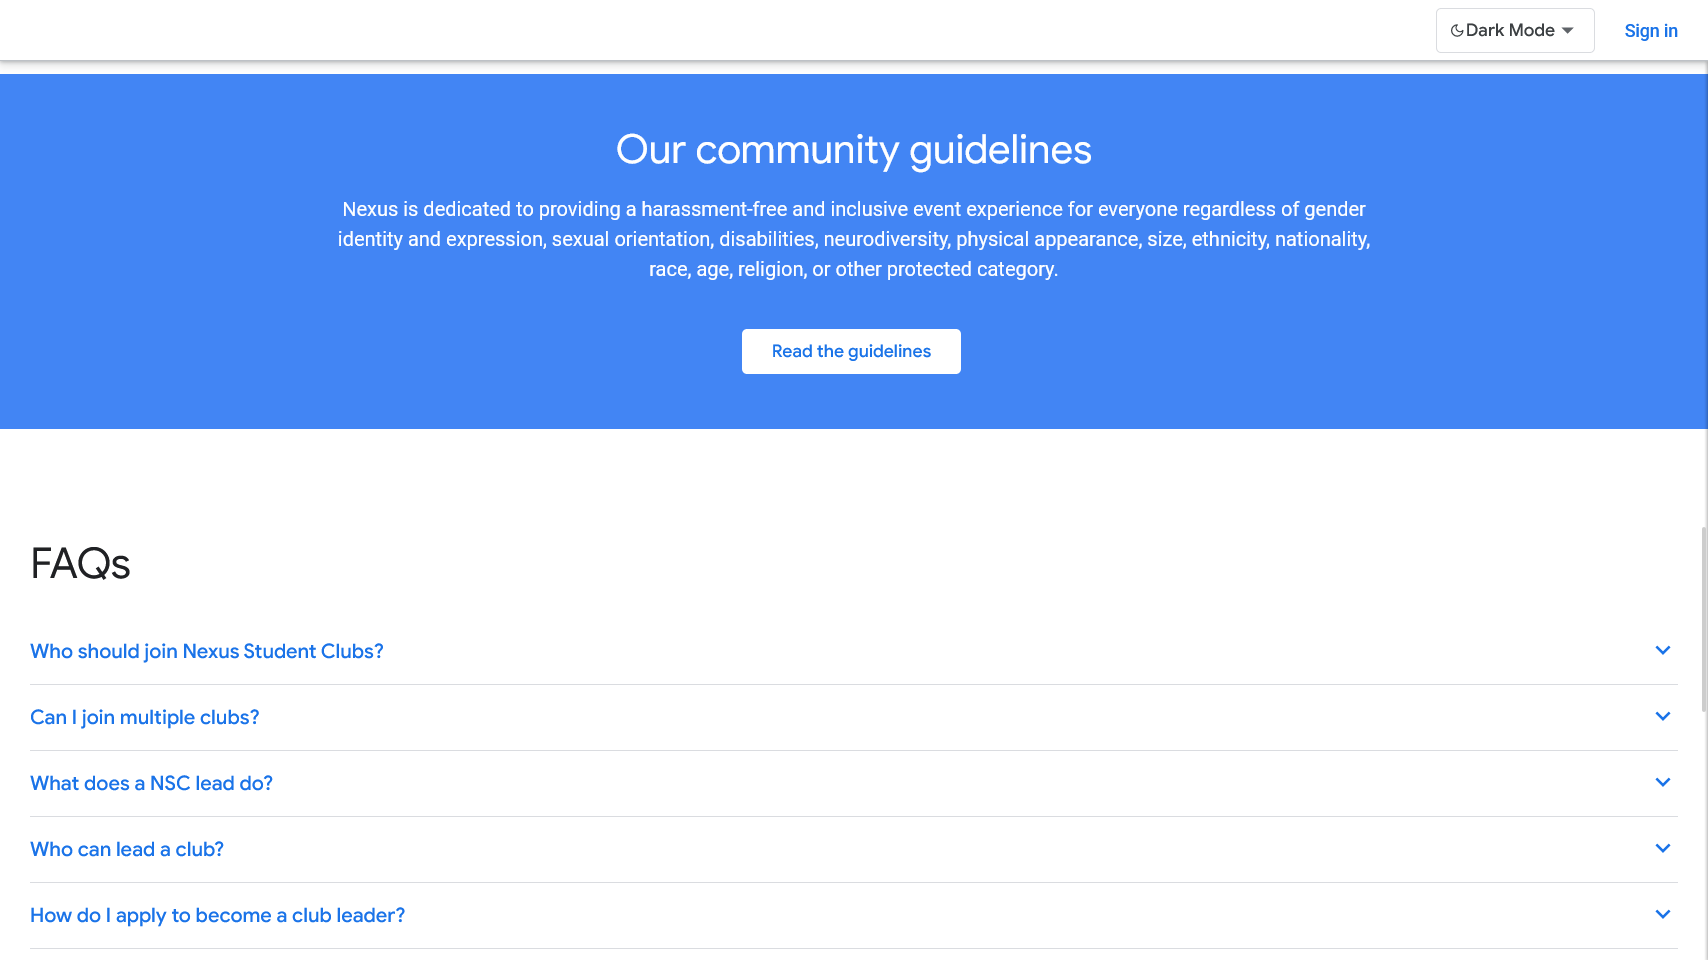 Dark Mode
Sign in
Our community guidelines
Nexus is dedicated to providing a harassment-free and inclusive event experience for everyone regardless of gender
identity and expression, sexual orientation, disabilities, neurodiversity, physical appearance, size, ethnicity, nationality,
race, age, religion, or other protected category.
Read the guidelines
FAQs
Who should join Nexus Student Clubs?
Can I join multiple clubs?
What does a NSC lead do?
Who can lead a club?
How do I apply to become a club leader?